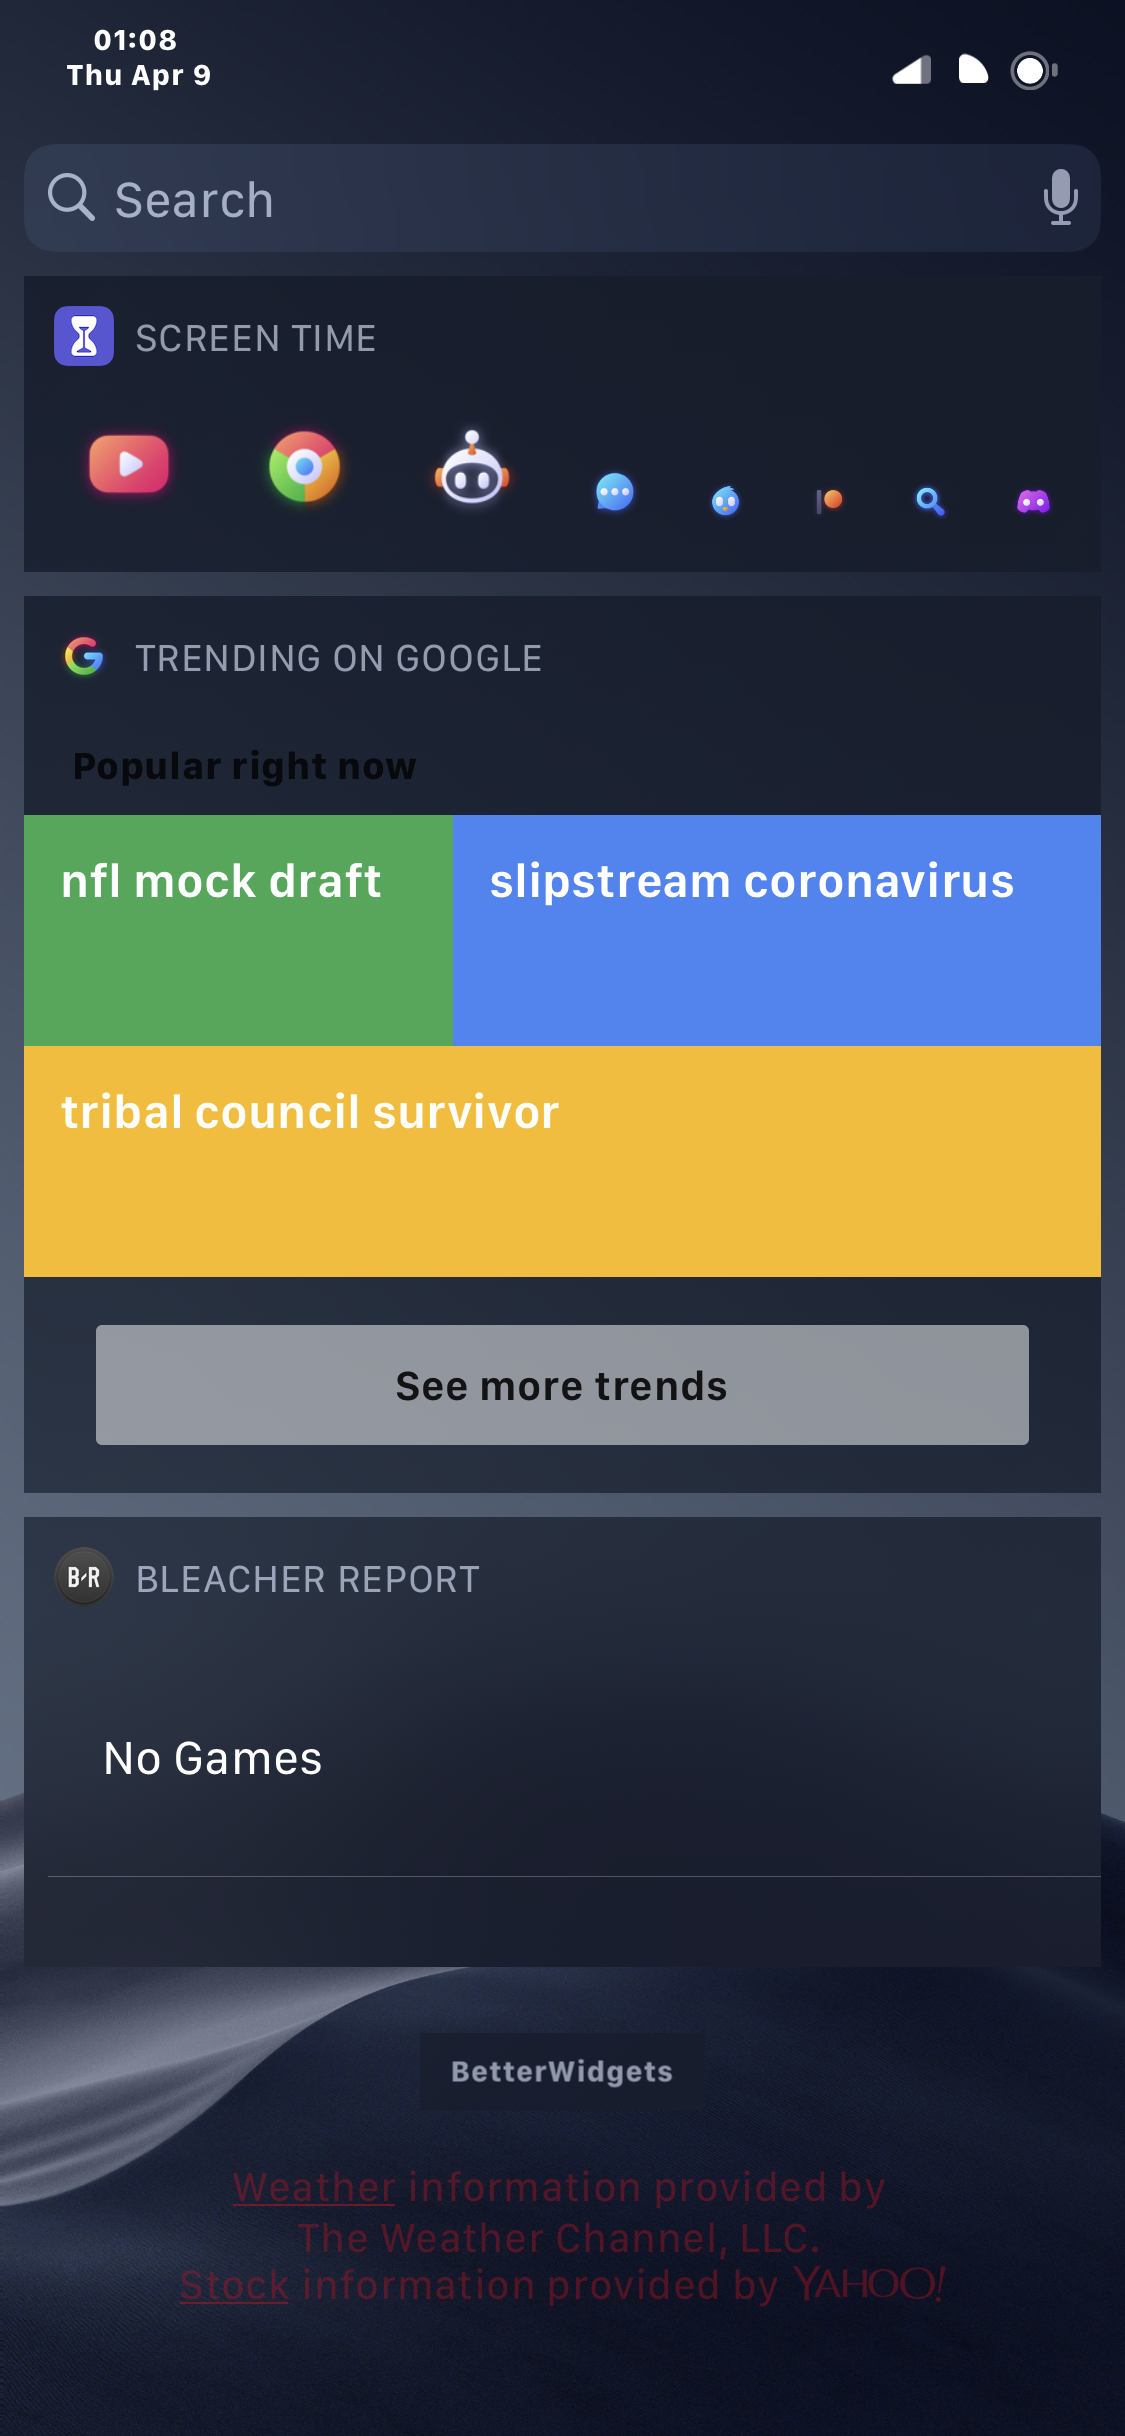 01:08
Thu Apr 9
Search
SCREEN TIME
TRENDING ON GOOGLE
Popular right now
nfl mock draft
slipstream coronavirus
tribal council survivor
See more trends
B/R BLEACHER REPORT
No Games
BetterWidgets
Weather information provided by
The Weather Channel, LLC.
Stock information provided by YAHOO!